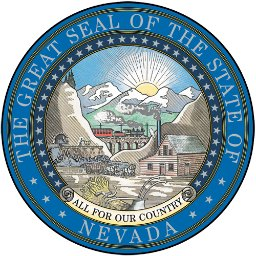 THE GREAT SEAL OF THE STATE OF
NEVADA
ALL FOR OUR COUNTRY